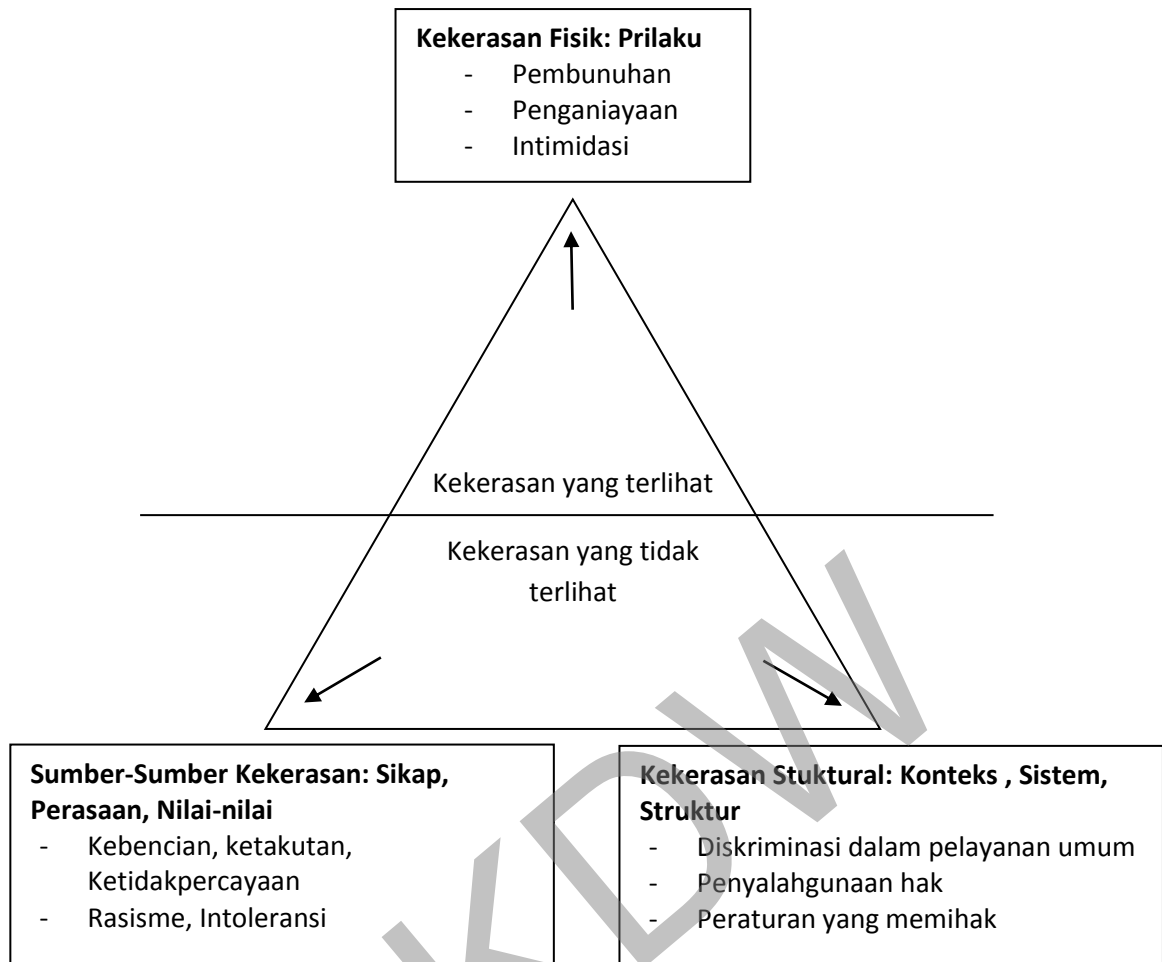 Kekerasan Fisik: Prilaku
- Pembunuhan
- Penganiayaan
- Intimidasi
Kekerasan yang terlihat
Kekerasan yang tidak
terlihat
Sumber-Sumber Kekerasan: Sikap,
Perasaan, Nilai-nilai
- Kebencian, ketakutan,
Ketidakpercayaan
- Rasisme, Intoleransi
Kekerasan Stuktural: Konteks , Sistem,
Struktur
- Diskriminasi dalam pelayanan umum
- Penyalahgunaan hak
- Peraturan yang memihak
KDW